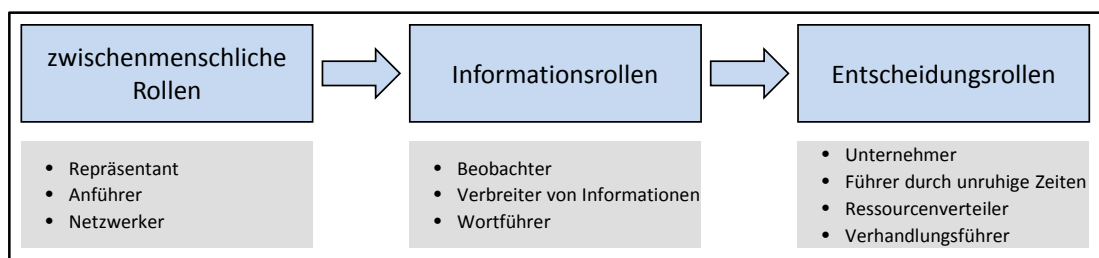 zwischenmenschliche
Rollen
Informationsrollen
Entscheidungsrollen
• Repräsentant
• Anführer
• Netzwerker
• Beobachter
• Verbreiter von Informationen
• Wortführer
• Unternehmer
• Führer durch unruhige Zeiten
• Ressourcenverteiler
• Verhandlungsführer